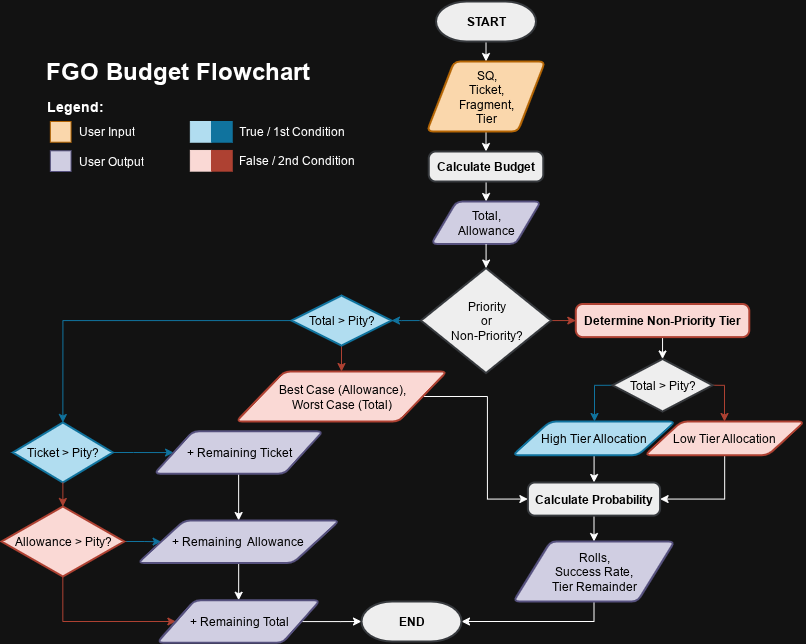 START
FGO Budget Flowchart
SQ,
Ticket,
Fragment,
Tier
Legend:
User Input
True / 1st Condition
User Output
False / 2nd Condition
Calculate Budget
Total,
Allowance
Priority
or
Non-Priority?
Total > Pity?
Determine Non-Priority Tier
Best Case (Allowance),
Worst Case (Total)
Total > Pity?
High Tier Allocation
Low Tier Allocation
Ticket > Pity?
+ Remaining Ticket
Calculate Probability
Allowance > Pity?
+ Remaining Allowance
Rolls,
Success Rate,
Tier Remainder
+ Remaining Total
END